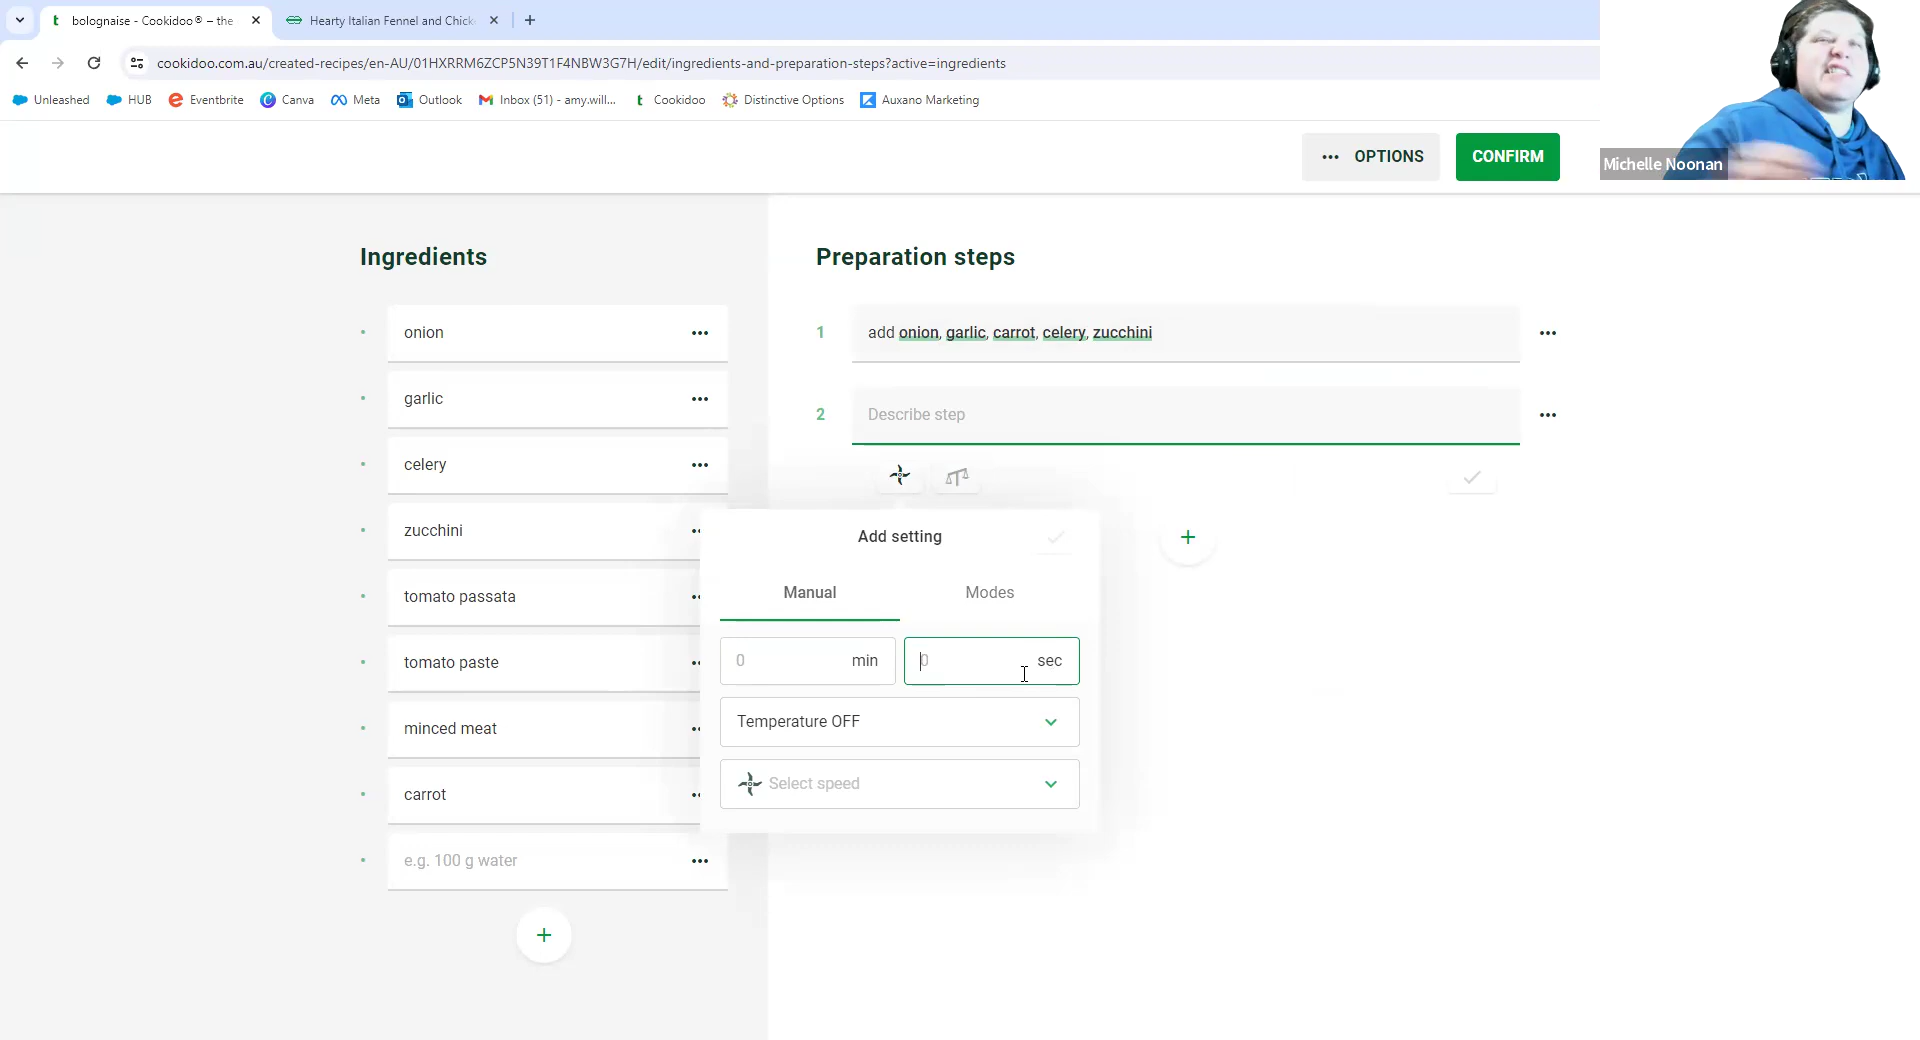 bolognaise - Cookidoo® – the
Hearty Italian Fennel and Chick
cookidoo.com.au/created-recipes/en-AU/01HXRRM6ZCP5N39T1F4NBW3G7H/edit/ingredients-and-preparation-steps?active=ingredients
Unleashed HUB Eventbrite Canva Meta Outlook Inbox (51) - amy.will... Cookidoo Distinctive Options Auxano Marketing
OPTIONS
CONFIRM
Michelle Noonan
Ingredients
onion
garlic
celery
zucchini
tomato passata
tomato paste
minced meat
carrot
e.g. 100 g water
+
Preparation steps
1 add onion, garlic, carrot, celery, zucchini
2 Describe step
+
Add setting
Manual Modes
0 min 0 sec
Temperature OFF
Select speed